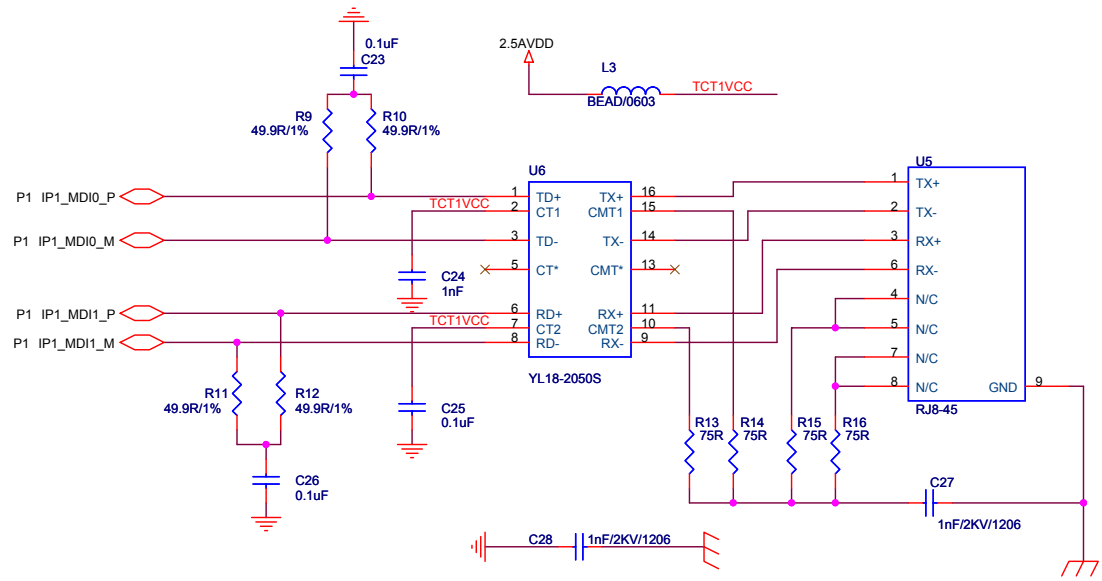 0.1uF
C23
2.5AVDD
L3
BEAD/0603
TCT1VCC
R9
49.9R/1%
R10
49.9R/1%
U6
U5
P1 IP1_MDI0_P
P1 IP1_MDI0_M
P1 IP1_MDI1_P
P1 IP1_MDI1_M
TCT1VCC
TCT1VCC
1 TD+ TX+ 16
2 CT1 CMT1 15
3 TD- TX- 14
5 CT* CMT* 13
6 RD+ RX+ 11
7 CT2 CMT2 10
8 RD- RX- 9
YL18-2050S
1 TX+
2 TX-
3 RX+
6 RX-
4 N/C
5 N/C
7 N/C
8 N/C GND 9
RJ8-45
C24
1nF
C25
0.1uF
R11
49.9R/1%
R12
49.9R/1%
C26
0.1uF
R13
75R
R14
75R
R15
75R
R16
75R
C27
1nF/2KV/1206
C28 1nF/2KV/1206